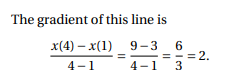 The gradient of this line is
x(4) − x(1) / 4 − 1 = 9 − 3 / 4 − 1 = 6 / 3 = 2.